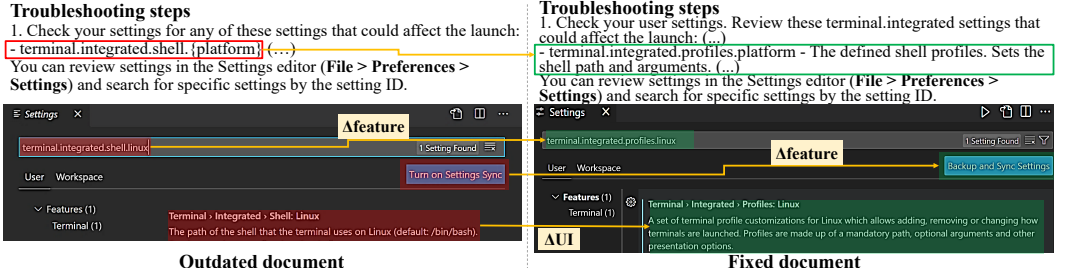 Troubleshooting steps
1. Check your settings for any of these settings that could affect the launch:
- terminal.integrated.shell.{platform} (…)
You can review settings in the Settings editor (File > Preferences >
Settings) and search for specific settings by the setting ID.
Settings
terminal.integrated.shell.linux
1 Setting Found
User Workspace
Turn on Settings Sync
Features (1)
Terminal (1)
Terminal › Integrated › Shell: Linux
The path of the shell that the terminal uses on Linux (default: /bin/bash).
Outdated document
Δfeature
Δfeature
ΔUI
Troubleshooting steps
1. Check your user settings. Review these terminal.integrated settings that
could affect the launch: (...)
- terminal.integrated.profiles.platform - The defined shell profiles. Sets the
shell path and arguments. (...)
You can review settings in the Settings editor (File > Preferences >
Settings) and search for specific settings by the setting ID.
Settings
terminal.integrated.profiles.linux
1 Setting Found
User Workspace
Backup and Sync Settings
Features (1)
Terminal (1)
Terminal › Integrated › Profiles: Linux
A set of terminal profile customizations for Linux which allows adding, removing or changing how
terminals are launched. Profiles are made up of a mandatory path, optional arguments and other
presentation options.
Fixed document